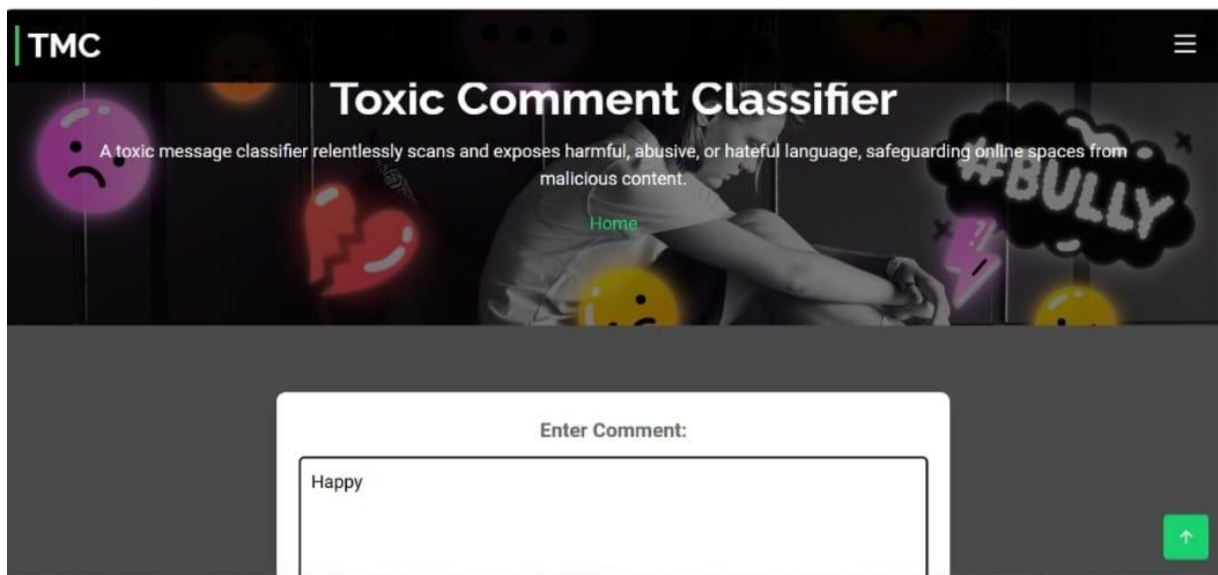 TMC
Toxic Comment Classifier
A toxic message classifier relentlessly scans and exposes harmful, abusive, or hateful language, safeguarding online spaces from
malicious content.
#BULLY
Home
Enter Comment:
Happy